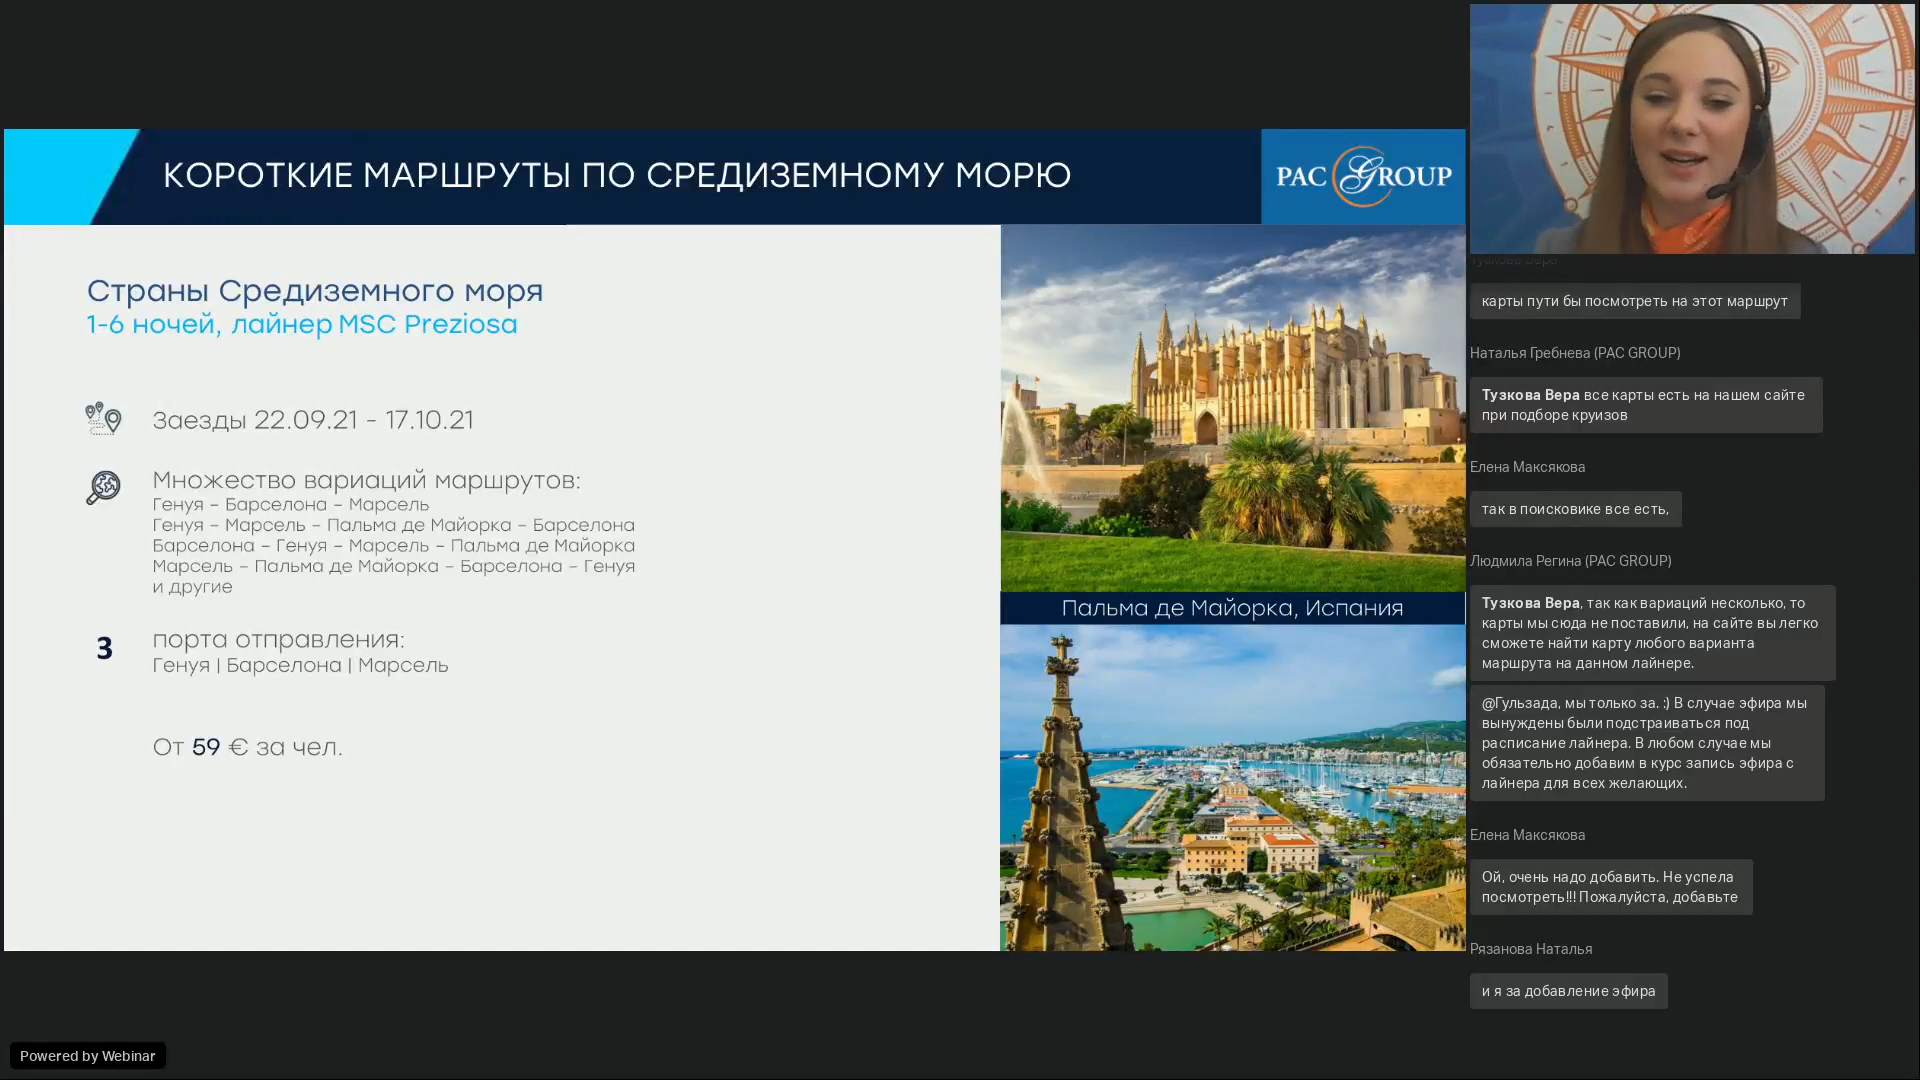 КОРОТКИЕ МАРШРУТЫ ПО СРЕДИЗЕМНОМУ МОРЮ
PAC GROUP
Страны Средиземного моря
1-6 ночей, лайнер MSC Preziosa
Заезды 22.09.21 - 17.10.21
Множество вариаций маршрутов:
Генуя – Барселона – Марсель
Генуя – Марсель – Пальма де Майорка – Барселона
Барселона – Генуя – Марсель – Пальма де Майорка
Марсель – Пальма де Майорка – Барселона – Генуя
и другие
3 порта отправления:
Генуя | Барселона | Марсель
От 59 € за чел.
Пальма де Майорка, Испания
Тузкова Вера
карты пути бы посмотреть на этот маршрут
Наталья Гребнева (PAC GROUP)
Тузкова Вера все карты есть на нашем сайте
при подборе круизов
Елена Максякова
так в поисковике все есть,
Людмила Регина (PAC GROUP)
Тузкова Вера, так как вариаций несколько, то
карты мы сюда не поставили, на сайте вы легко
сможете найти карту любого варианта
маршрута на данном лайнере.
@Гульзада, мы только за. :) В случае эфира мы
вынуждены были подстраиваться под
расписание лайнера. В любом случае мы
обязательно добавим в курс запись эфира с
лайнера для всех желающих.
Елена Максякова
Ой, очень надо добавить. Не успела
посмотреть!!! Пожалуйста, добавьте
Рязанова Наталья
и я за добавление эфира
Powered by Webinar